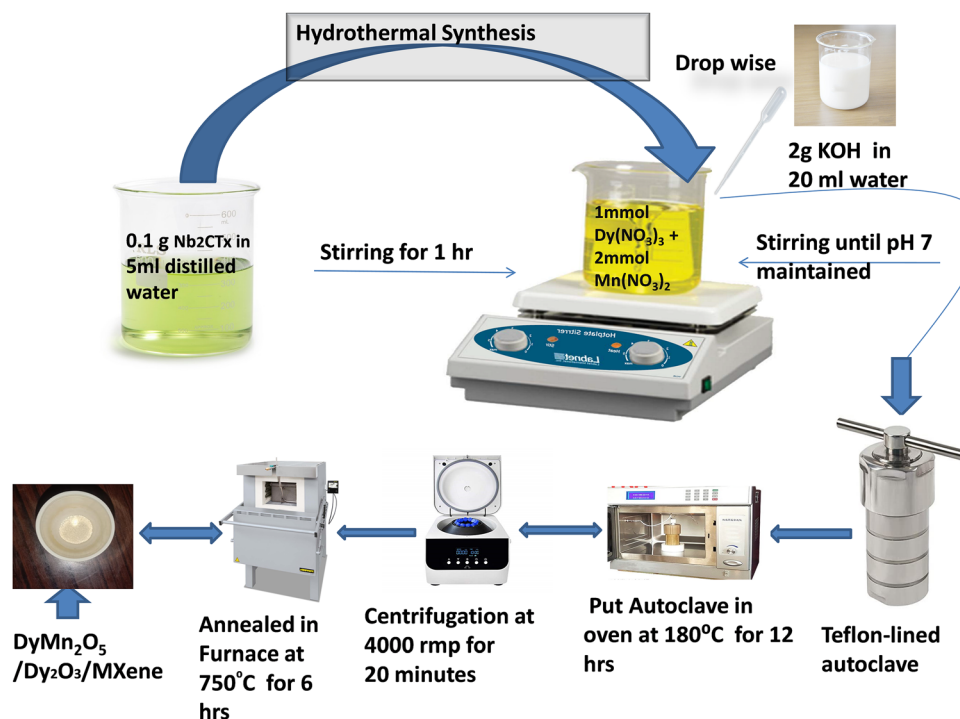 Hydrothermal Synthesis
Drop wise
2g KOH in
20 ml water
0.1 g Nb2CTx in
5ml distilled
water
Stirring for 1 hr
1mmol
Dy(NO₃)₃ +
2mmol
Mn(NO₃)₂
Stirring until pH 7
maintained
Hotplate Stirrer
Labnet
DyMn₂O₅
/Dy₂O₃/MXene
Annealed in
Furnace at
750°C for 6
hrs
Centrifugation at
4000 rmp for
20 minutes
Put Autoclave in
oven at 180⁰C for 12
hrs
Teflon-lined
autoclave